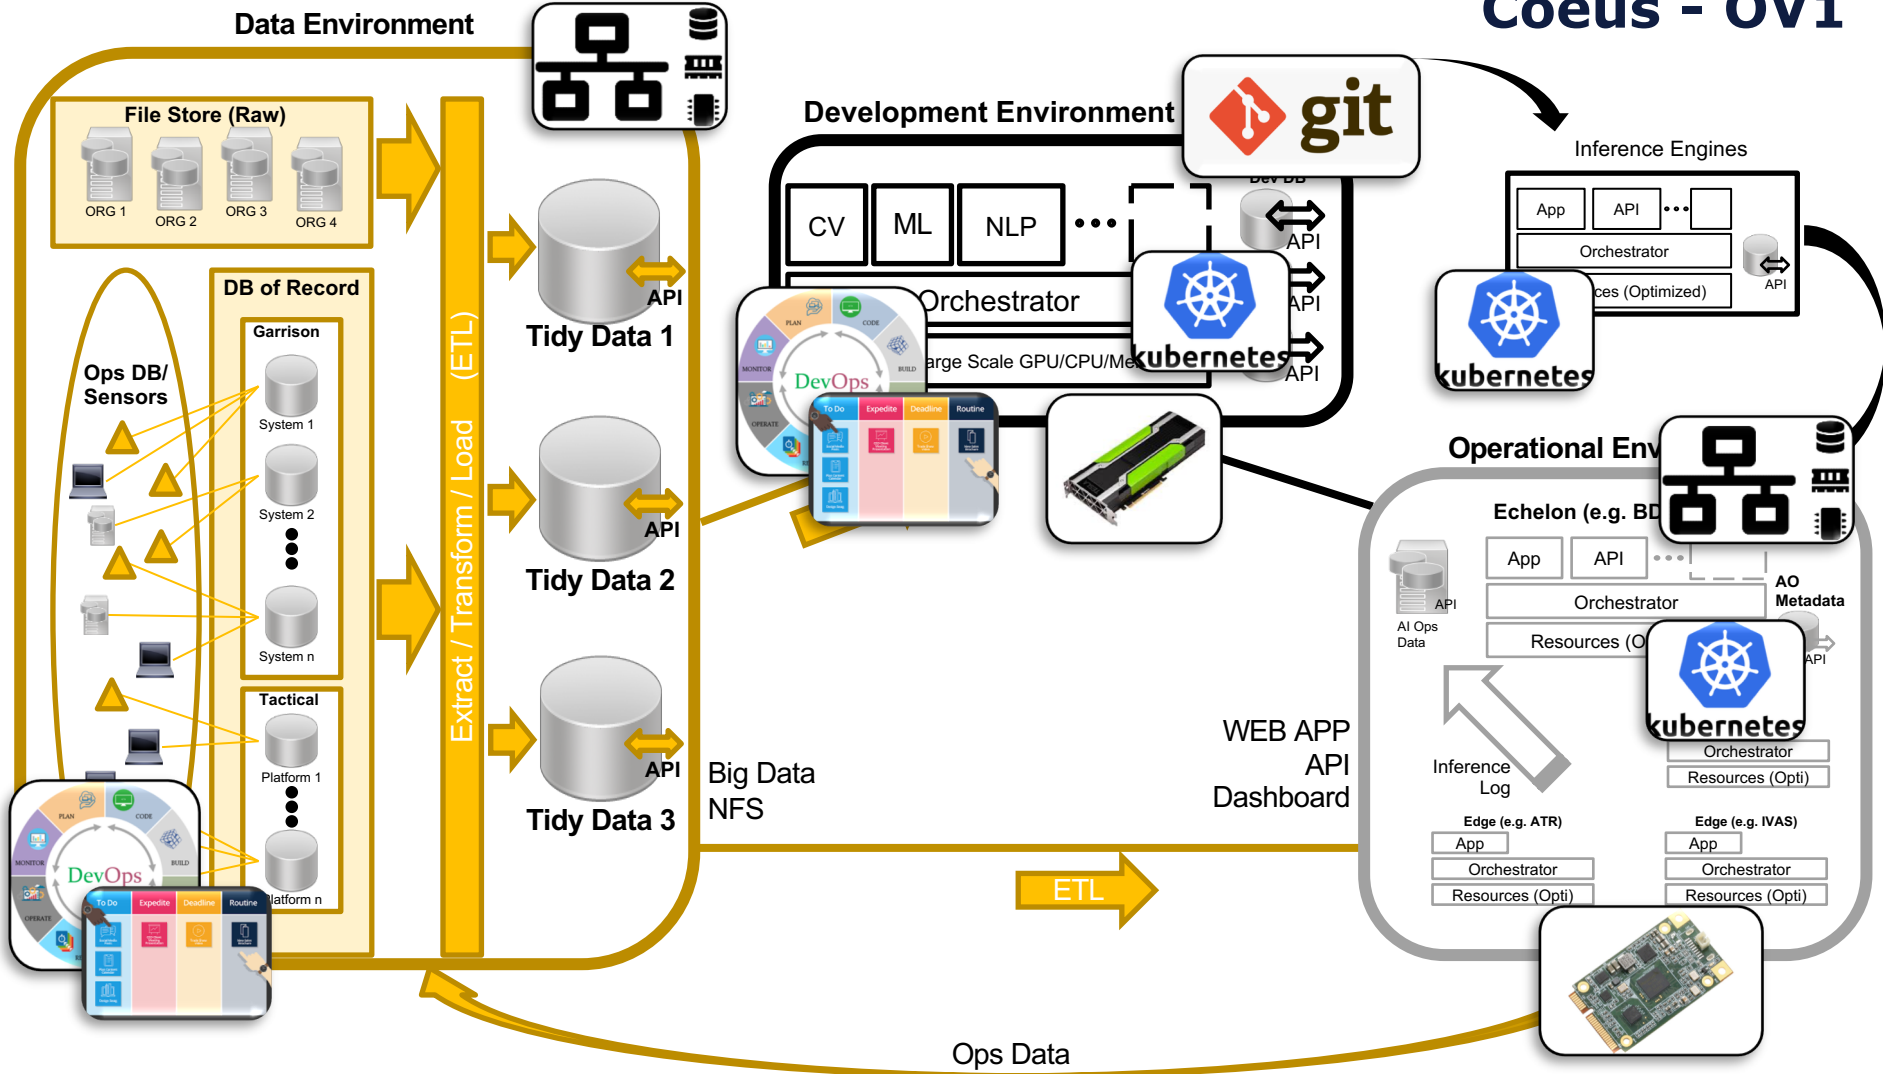 Coeus - OV1
Data Environment
File Store (Raw)
ORG 1
ORG 2
ORG 3
ORG 4
DB of Record
Garrison
System 1
System 2
System n
Tactical
Platform 1
Platform n
Ops DB/
Sensors
Extract / Transform / Load (ETL)
API
Tidy Data 1
API
Tidy Data 2
API
Tidy Data 3
Big Data
NFS
PLAN
CODE
BUILD
MONITOR
OPERATE
DevOps
To Do
Expedite
Deadline
Routine
Development Environment
git
Dev DB
CV
ML
NLP
API
API
API
Orchestrator
arge Scale GPU/CPU/Me
kubernetes
PLAN
CODE
BUILD
MONITOR
OPERATE
DevOps
To Do
Expedite
Deadline
Routine
Inference Engines
App
API
Orchestrator
ces (Optimized)
API
kubernetes
Operational Env
Echelon (e.g. BD
App
API
Orchestrator
Resources (O
API
AI Ops
Data
AO
Metadata
API
kubernetes
Orchestrator
Resources (Opti)
Inference
Log
WEB APP
API
Dashboard
Edge (e.g. ATR)
App
Orchestrator
Resources (Opti)
Edge (e.g. IVAS)
App
Orchestrator
Resources (Opti)
ETL
Ops Data